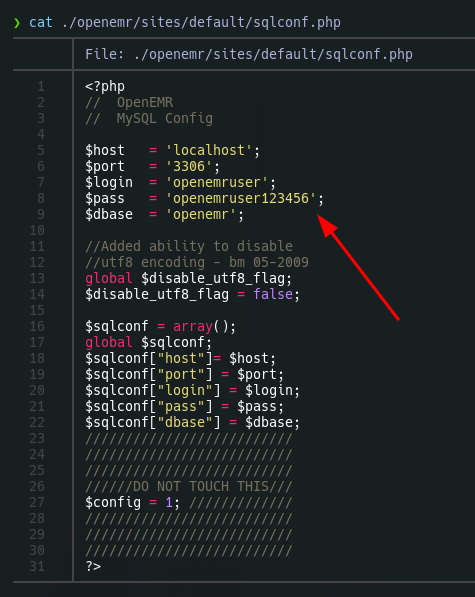 ❯ cat ./openemr/sites/default/sqlconf.php
File: ./openemr/sites/default/sqlconf.php
1 <?php
2 //  OpenEMR
3 //  MySQL Config
4
5 $host   = 'localhost';
6 $port   = '3306';
7 $login  = 'openemruser';
8 $pass   = 'openemruser123456';
9 $dbase  = 'openemr';
10
11 //Added ability to disable
12 //utf8 encoding - bm 05-2009
13 global $disable_utf8_flag;
14 $disable_utf8_flag = false;
15
16 $sqlconf = array();
17 global $sqlconf;
18 $sqlconf["host"]= $host;
19 $sqlconf["port"] = $port;
20 $sqlconf["login"] = $login;
21 $sqlconf["pass"] = $pass;
22 $sqlconf["dbase"] = $dbase;
23 //////////////////////////
24 //////////////////////////
25 //////////////////////////
26 //////DO NOT TOUCH THIS///
27 $config = 1; /////////////
28 //////////////////////////
29 //////////////////////////
30 //////////////////////////
31 ?>